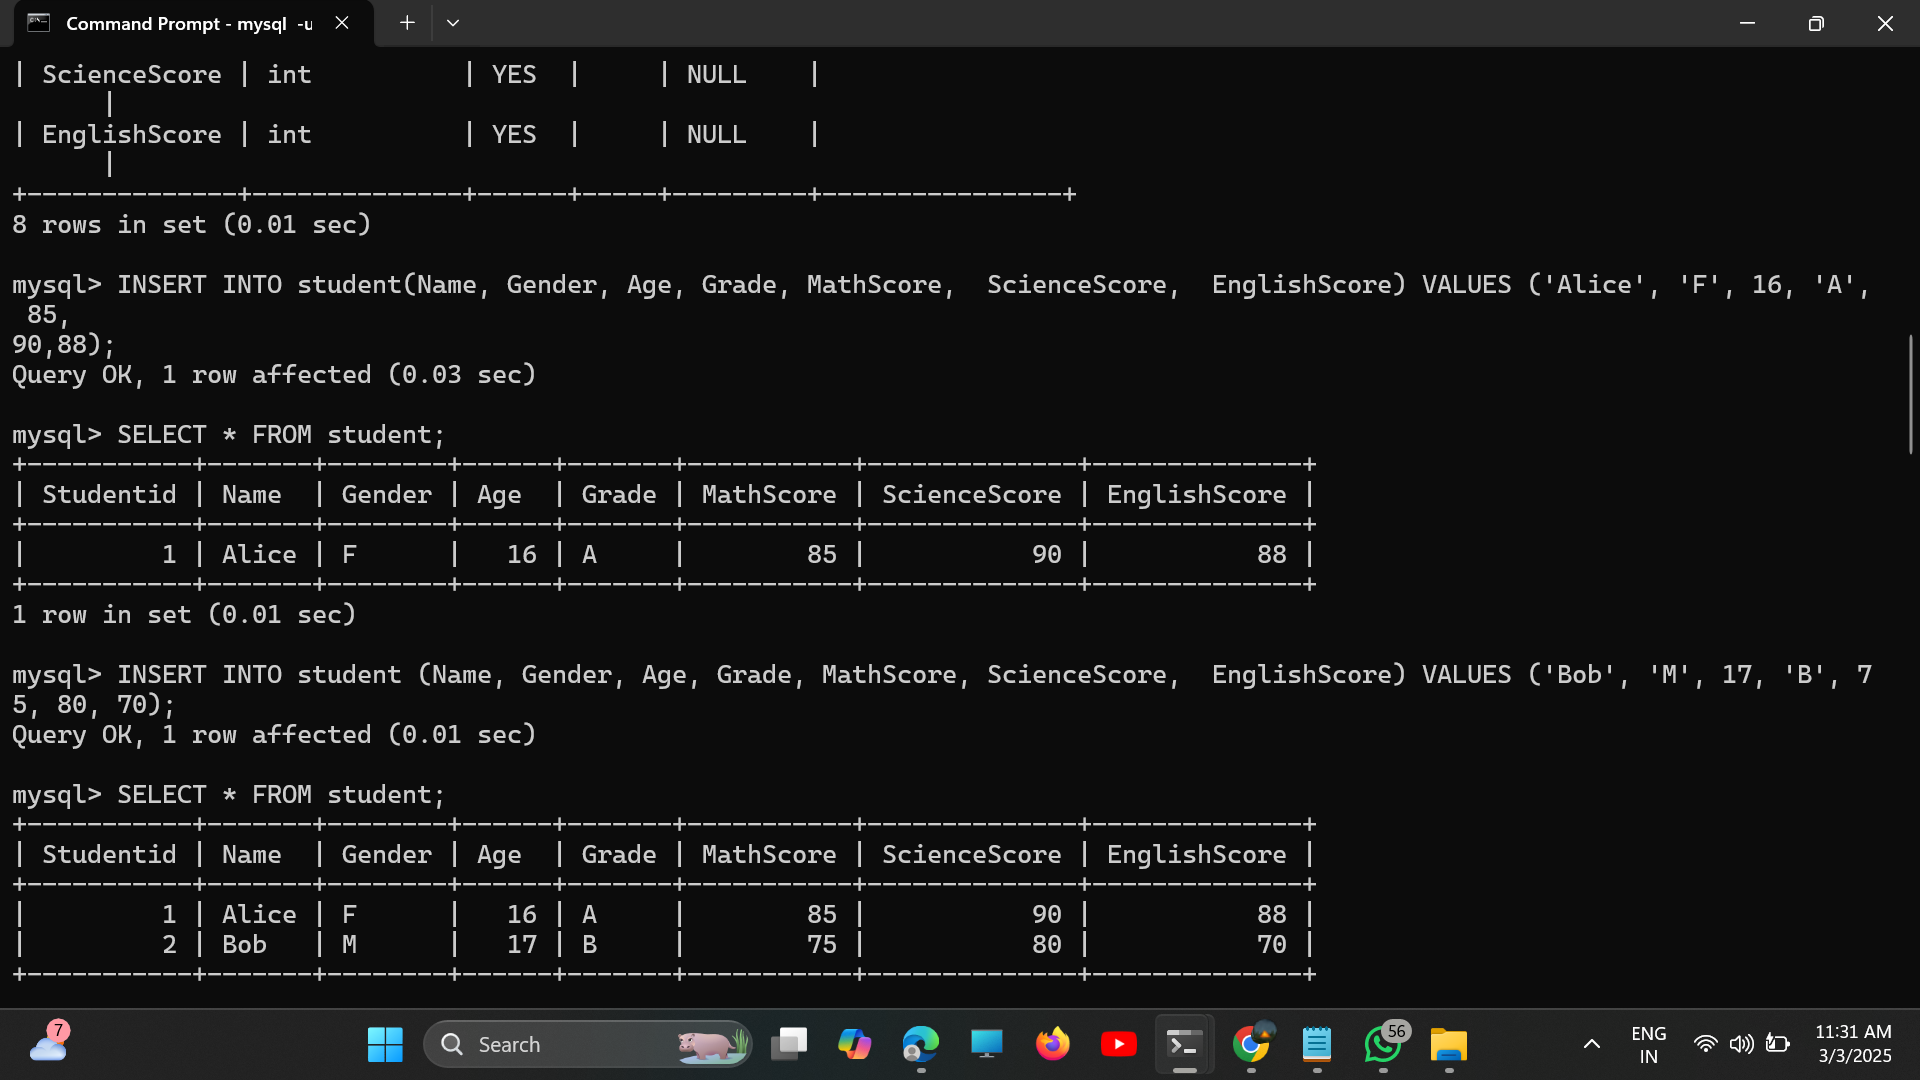 Command Prompt - mysql -u
| ScienceScore | int          | YES  |     | NULL    |
      |
| EnglishScore | int          | YES  |     | NULL    |
      |
+--------------+--------------+------+-----+---------+----------------+
8 rows in set (0.01 sec)
mysql> INSERT INTO student(Name, Gender, Age, Grade, MathScore,  ScienceScore,  EnglishScore) VALUES ('Alice', 'F', 16, 'A',
 85,
90,88);
Query OK, 1 row affected (0.03 sec)
mysql> SELECT * FROM student;
+-----------+-------+--------+------+-------+-----------+--------------+--------------+
| Studentid | Name  | Gender | Age  | Grade | MathScore | ScienceScore | EnglishScore |
+-----------+-------+--------+------+-------+-----------+--------------+--------------+
|         1 | Alice | F      |   16 | A     |        85 |           90 |           88 |
+-----------+-------+--------+------+-------+-----------+--------------+--------------+
1 row in set (0.01 sec)
mysql> INSERT INTO student (Name, Gender, Age, Grade, MathScore, ScienceScore,  EnglishScore) VALUES ('Bob', 'M', 17, 'B', 7
5, 80, 70);
Query OK, 1 row affected (0.01 sec)
mysql> SELECT * FROM student;
+-----------+-------+--------+------+-------+-----------+--------------+--------------+
| Studentid | Name  | Gender | Age  | Grade | MathScore | ScienceScore | EnglishScore |
+-----------+-------+--------+------+-------+-----------+--------------+--------------+
|         1 | Alice | F      |   16 | A     |        85 |           90 |           88 |
|         2 | Bob   | M      |   17 | B     |        75 |           80 |           70 |
+-----------+-------+--------+------+-------+-----------+--------------+--------------+
7
Search
56
ENG
IN
11:31 AM
3/3/2025